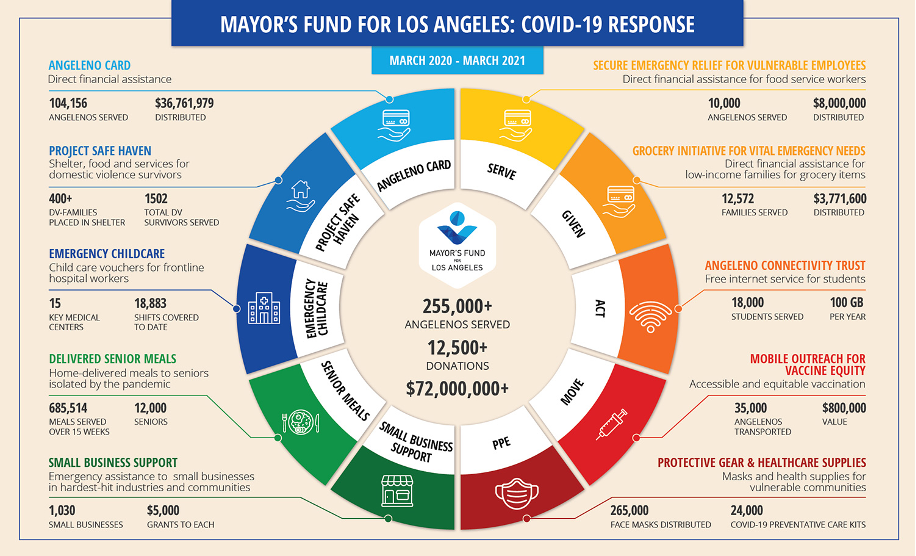 MAYOR'S FUND FOR LOS ANGELES: COVID-19 RESPONSE
MARCH 2020 - MARCH 2021
ANGELENO CARD
Direct financial assistance
104,156
ANGELENOS SERVED
$36,761,979
DISTRIBUTED
PROJECT SAFE HAVEN
Shelter, food and services for
domestic violence survivors
400+
DV-FAMILIES
PLACED IN SHELTER
1502
TOTAL DV
SURVIVORS SERVED
EMERGENCY CHILDCARE
Child care vouchers for frontline
hospital workers
15
KEY MEDICAL
CENTERS
18,883
SHIFTS COVERED
TO DATE
DELIVERED SENIOR MEALS
Home-delivered meals to seniors
isolated by the pandemic
685,514
MEALS SERVED
OVER 15 WEEKS
12,000
SENIORS
SMALL BUSINESS SUPPORT
Emergency assistance to small businesses
in hardest-hit industries and communities
1,030
SMALL BUSINESSES
$5,000
GRANTS TO EACH
ANGELENO CARD
SERVE
GIVEN
ACT
MOVE
PPE
SMALL BUSINESS
SUPPORT
SENIOR MEALS
EMERGENCY
CHILDCARE
PROJECT SAFE
HAVEN
MAYOR'S FUND
FOR
LOS ANGELES
255,000+
ANGELENOS SERVED
12,500+
DONATIONS
$72,000,000+
SECURE EMERGENCY RELIEF FOR VULNERABLE EMPLOYEES
Direct financial assistance for food service workers
10,000
ANGELENOS SERVED
$8,000,000
DISTRIBUTED
GROCERY INITIATIVE FOR VITAL EMERGENCY NEEDS
Direct financial assistance for
low-income families for grocery items
12,572
FAMILIES SERVED
$3,771,600
DISTRIBUTED
ANGELENO CONNECTIVITY TRUST
Free internet service for students
18,000
STUDENTS SERVED
100 GB
PER YEAR
MOBILE OUTREACH FOR
VACCINE EQUITY
Accessible and equitable vaccination
35,000
ANGELENOS
TRANSPORTED
$800,000
VALUE
PROTECTIVE GEAR & HEALTHCARE SUPPLIES
Masks and health supplies for
vulnerable communities
265,000
FACE MASKS DISTRIBUTED
24,000
COVID-19 PREVENTATIVE CARE KITS